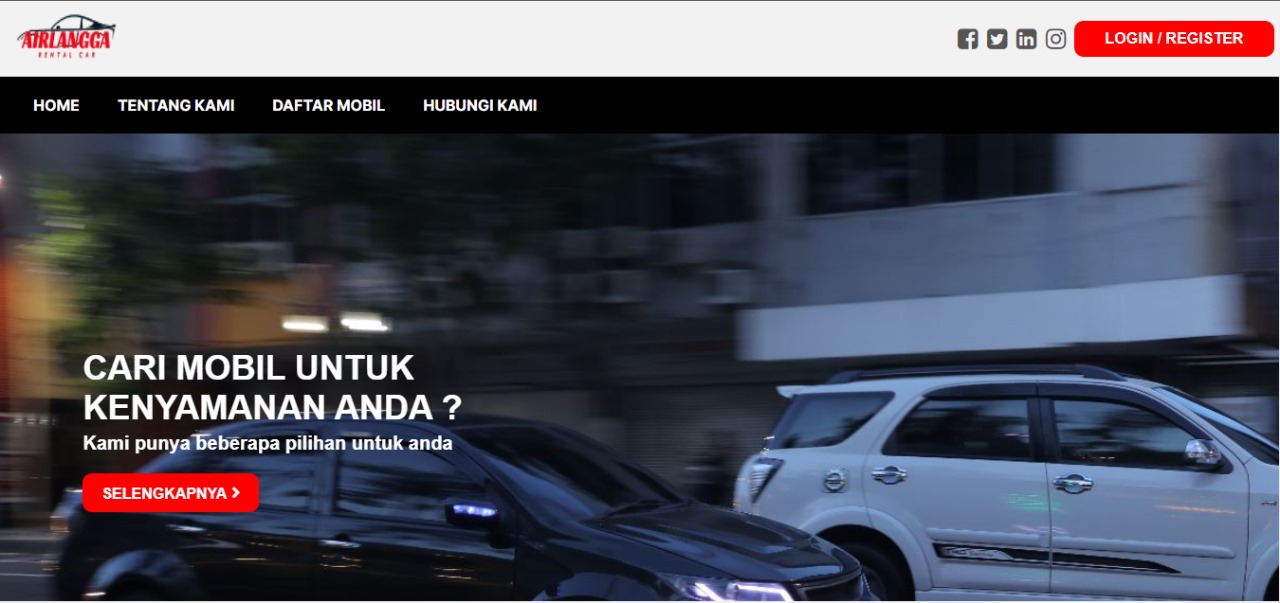 AIRLANGGA
RENTAL CAR
LOGIN / REGISTER
HOME
TENTANG KAMI
DAFTAR MOBIL
HUBUNGI KAMI
CARI MOBIL UNTUK
KENYAMANAN ANDA ?
Kami punya beberapa pilihan untuk anda
SELENGKAPNYA >